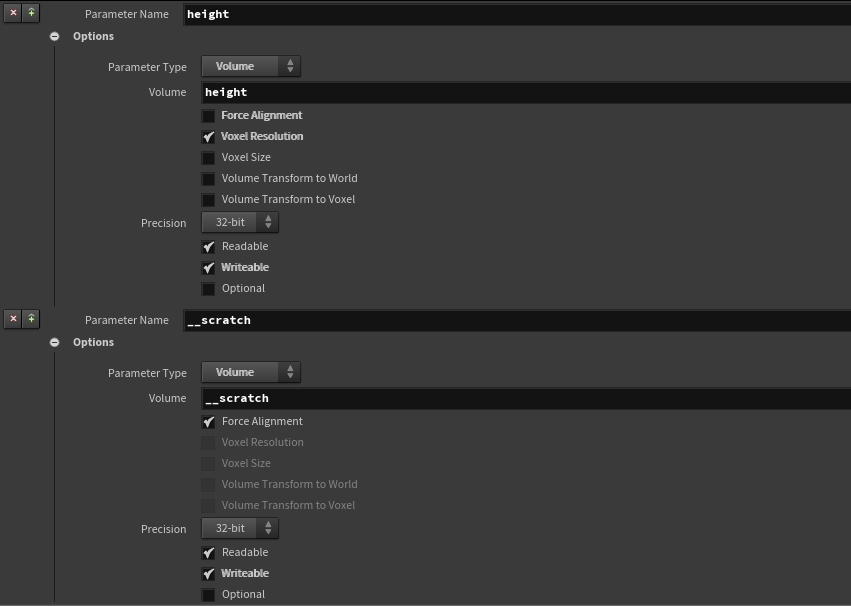 Parameter Name height
Options
Parameter Type Volume
Volume height
Force Alignment
Voxel Resolution
Voxel Size
Volume Transform to World
Volume Transform to Voxel
Precision 32-bit
Readable
Writeable
Optional
Parameter Name __scratch
Options
Parameter Type Volume
Volume __scratch
Force Alignment
Voxel Resolution
Voxel Size
Volume Transform to World
Volume Transform to Voxel
Precision 32-bit
Readable
Writeable
Optional